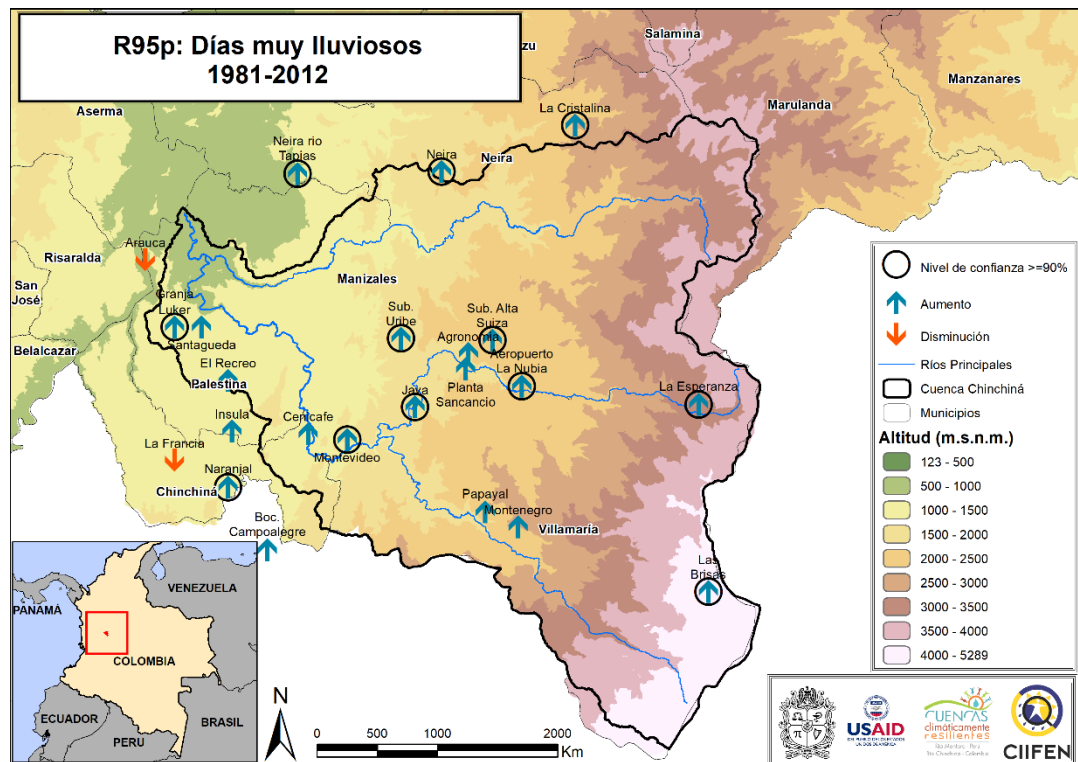 R95p: Días muy lluviosos
1981-2012
zu
Salamina
Manzanares
Marulanda
Aserma
La Cristalina
Neira rio
Tapias
Neira
Neira
Arauca
Risaralda
San
José
Manizales
Granja
Luker
Santagueda
Belalcazar
Sub.
Uribe
Sub. Alta
Suiza
Agronomía
Aeropuerto
La Nubia
El Recreo
Palestina
Planta
Sancancio
La Esperanza
Java
Insula
Cenicafe
La Francia
Montevideo
Naranjal
Chinchiná
Boc.
Campoalegre
Papayal
Montenegro
Villamaría
Las
Brisas
Nivel de confianza >=90%
Aumento
Disminución
Ríos Principales
Cuenca Chinchiná
Municipios
Altitud (m.s.n.m.)
123 - 500
500 - 1000
1000 - 1500
1500 - 2000
2000 - 2500
2500 - 3000
3000 - 3500
3500 - 4000
4000 - 5289
VENEZUELA
PANAMÁ
COLOMBIA
ECUADOR
BRASIL
PERU
N
0 500 1000 2000
Km
USAID
CUENCAS
climáticamente
resilientes
CIIFEN